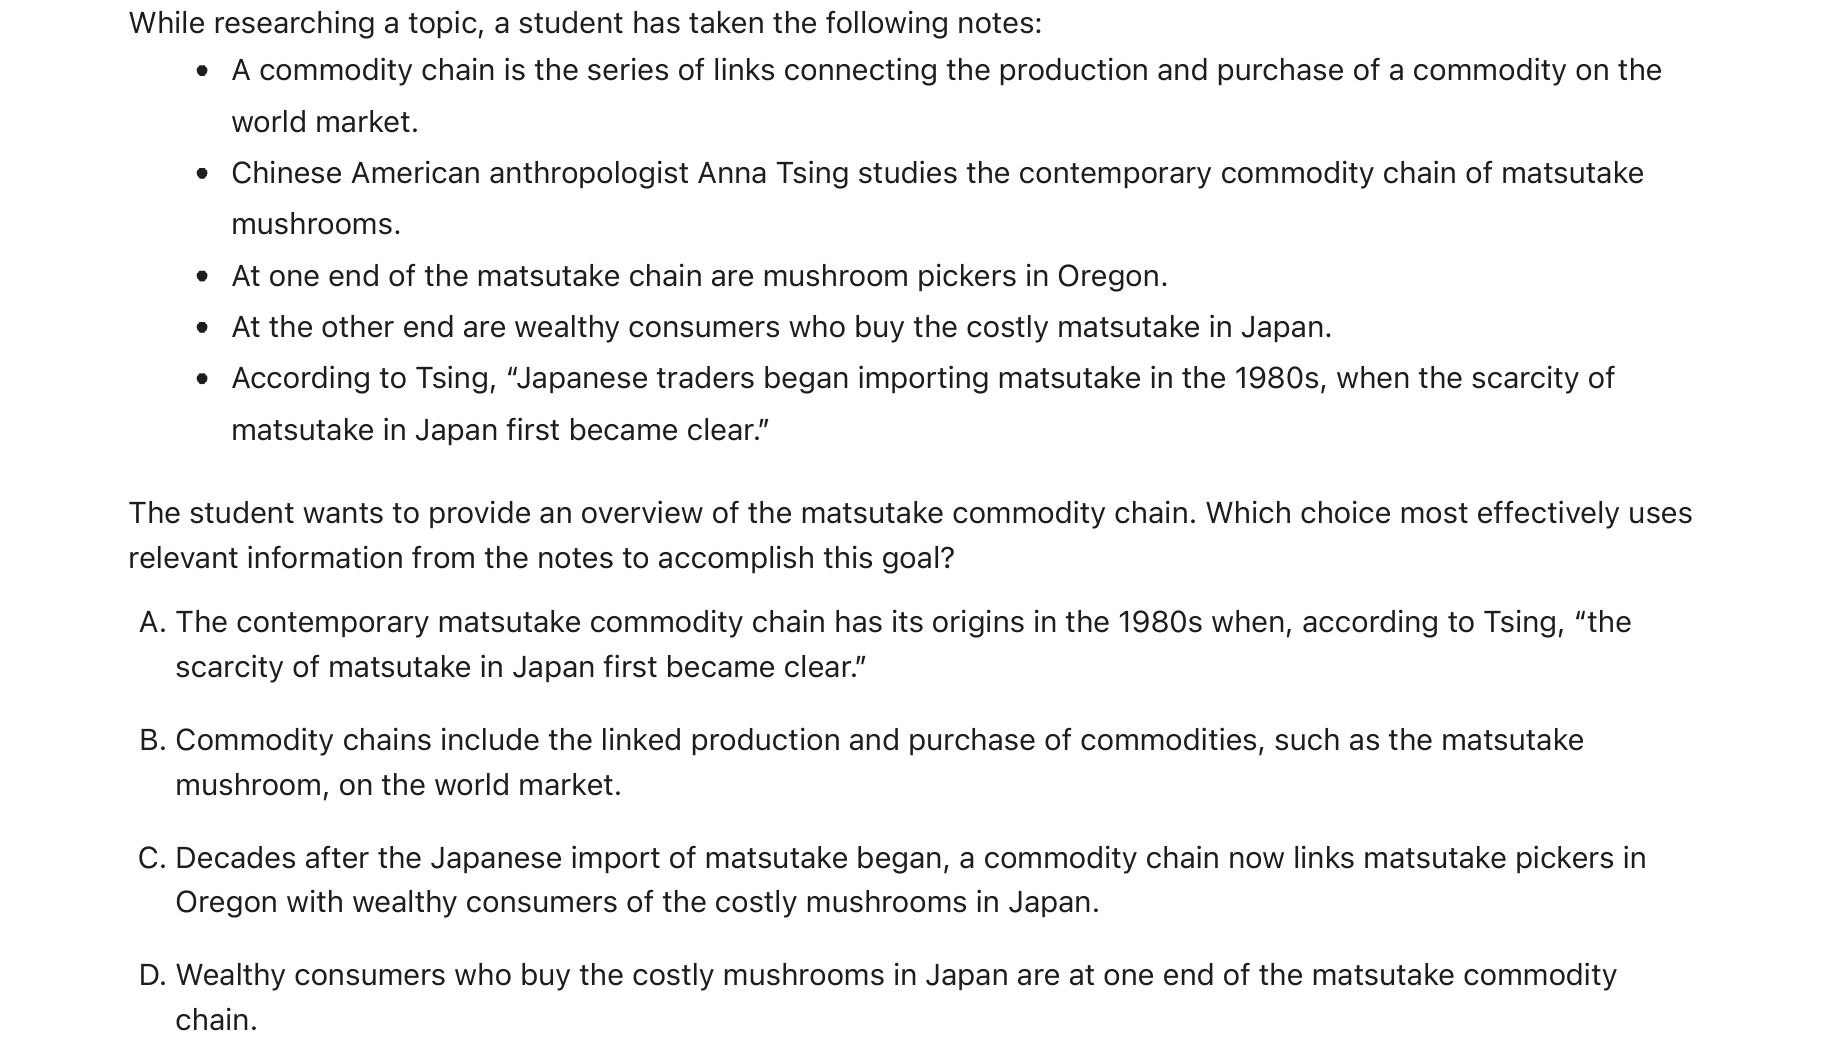 While researching a topic, a student has taken the following notes:
• A commodity chain is the series of links connecting the production and purchase of a commodity on the
world market.
• Chinese American anthropologist Anna Tsing studies the contemporary commodity chain of matsutake
mushrooms.
• At one end of the matsutake chain are mushroom pickers in Oregon.
• At the other end are wealthy consumers who buy the costly matsutake in Japan.
• According to Tsing, “Japanese traders began importing matsutake in the 1980s, when the scarcity of
matsutake in Japan first became clear.”
The student wants to provide an overview of the matsutake commodity chain. Which choice most effectively uses
relevant information from the notes to accomplish this goal?
A. The contemporary matsutake commodity chain has its origins in the 1980s when, according to Tsing, “the
scarcity of matsutake in Japan first became clear.”
B. Commodity chains include the linked production and purchase of commodities, such as the matsutake
mushroom, on the world market.
C. Decades after the Japanese import of matsutake began, a commodity chain now links matsutake pickers in
Oregon with wealthy consumers of the costly mushrooms in Japan.
D. Wealthy consumers who buy the costly mushrooms in Japan are at one end of the matsutake commodity
chain.